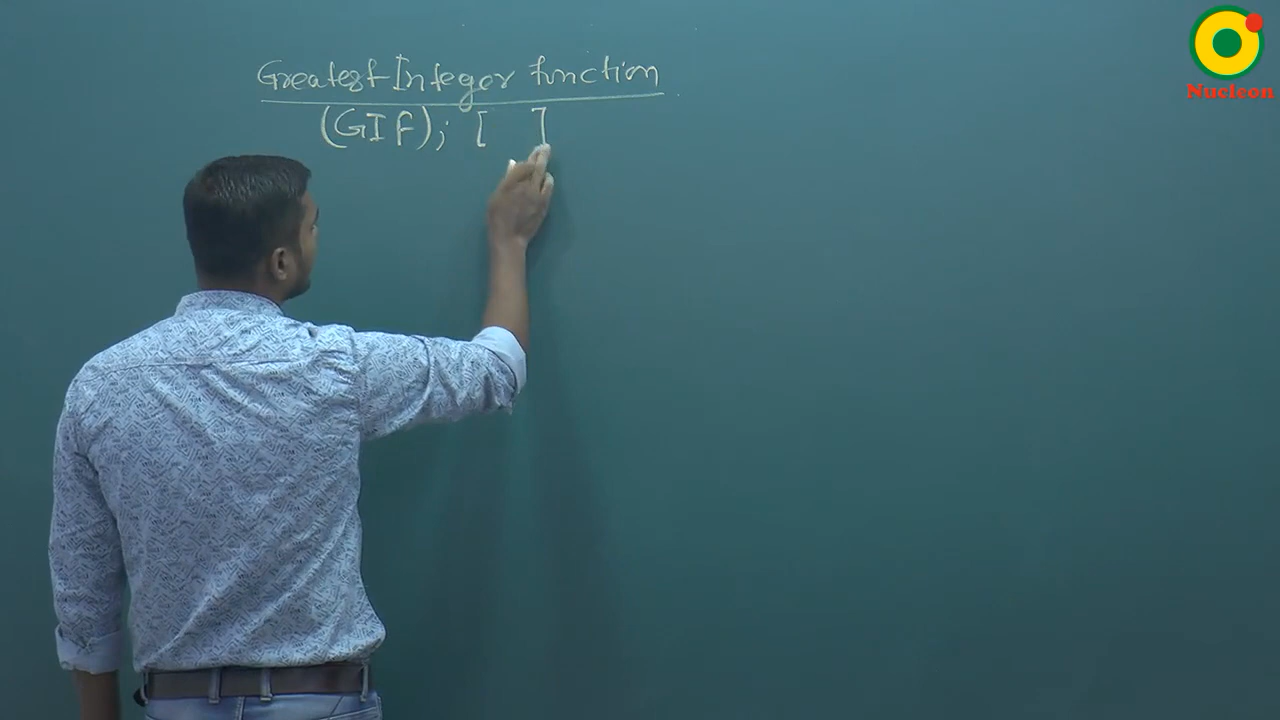 Greatest Integer function
(GIF); [ ]
Nucleon